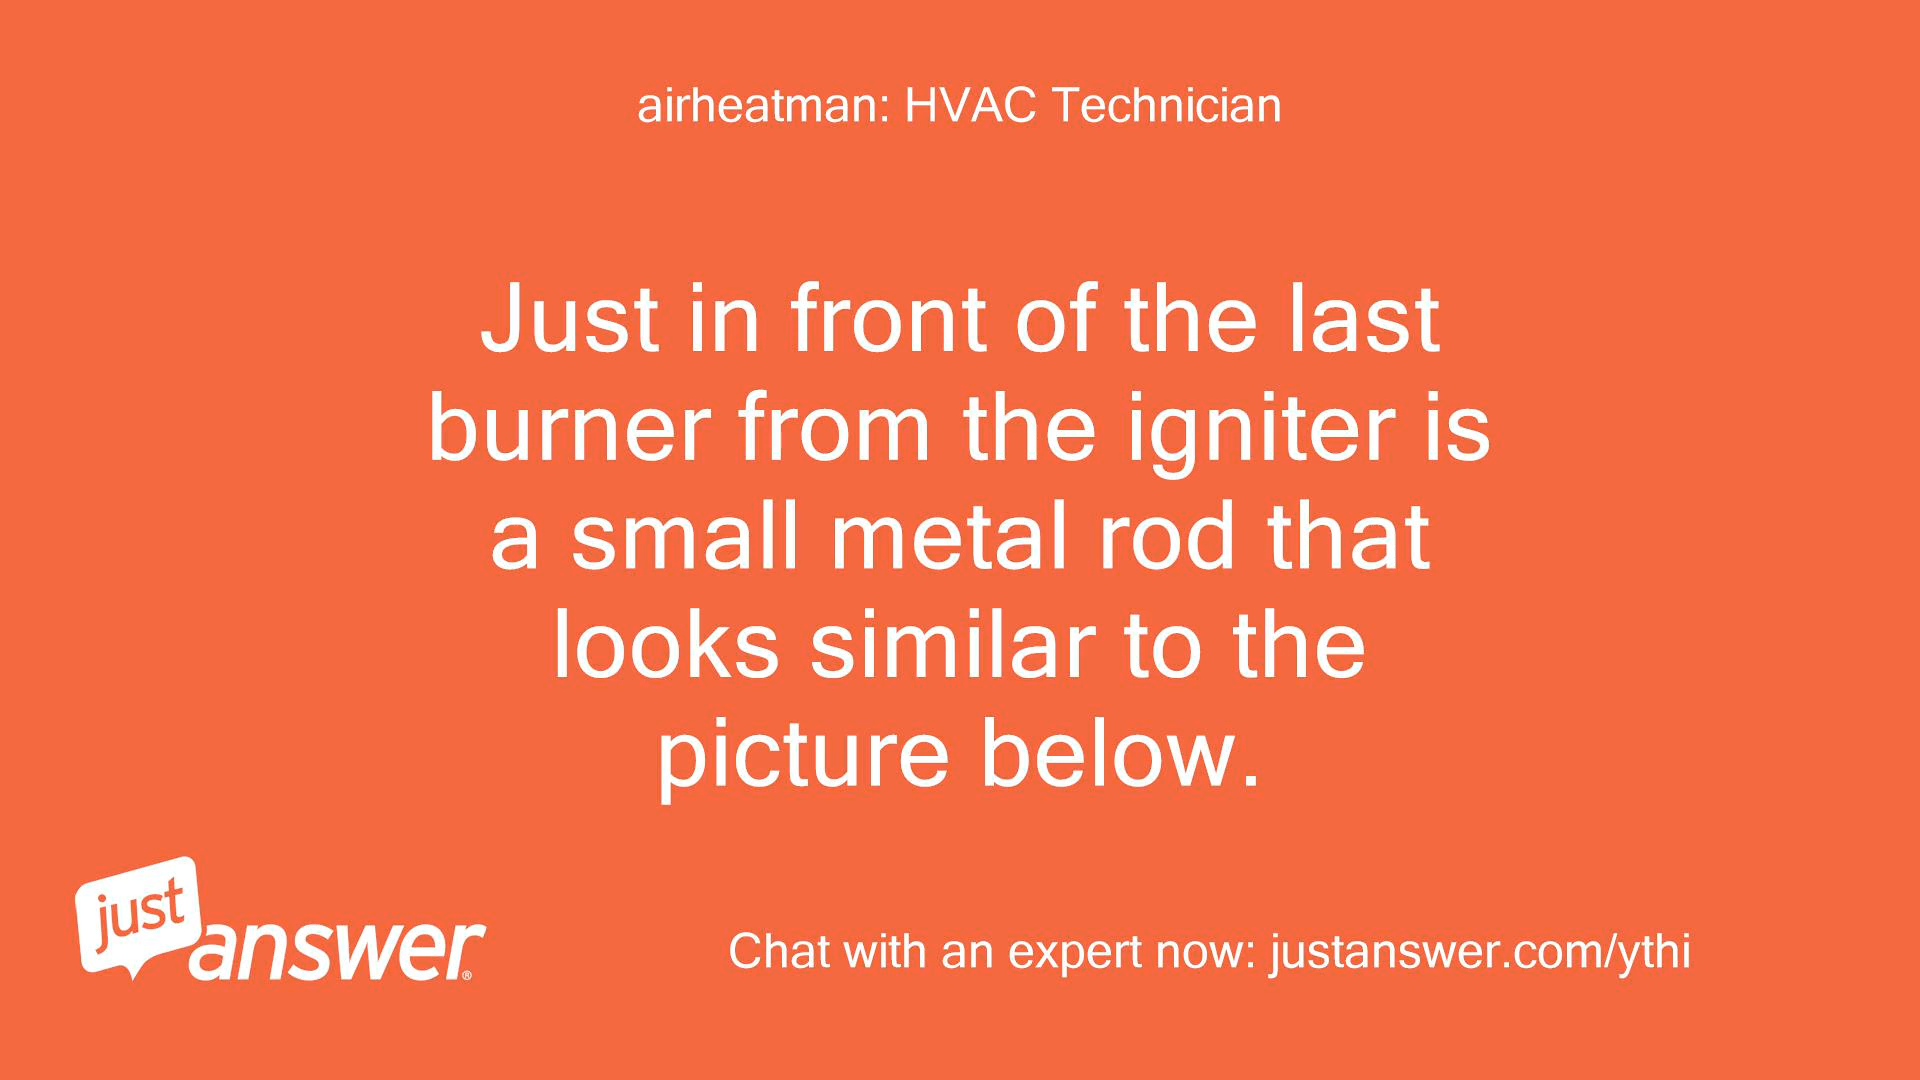 airheatman: HVAC Technician
Just in front of the last
burner from the igniter is
a small metal rod that
looks similar to the
picture below.
just
answer®
Chat with an expert now: justanswer.com/ythi